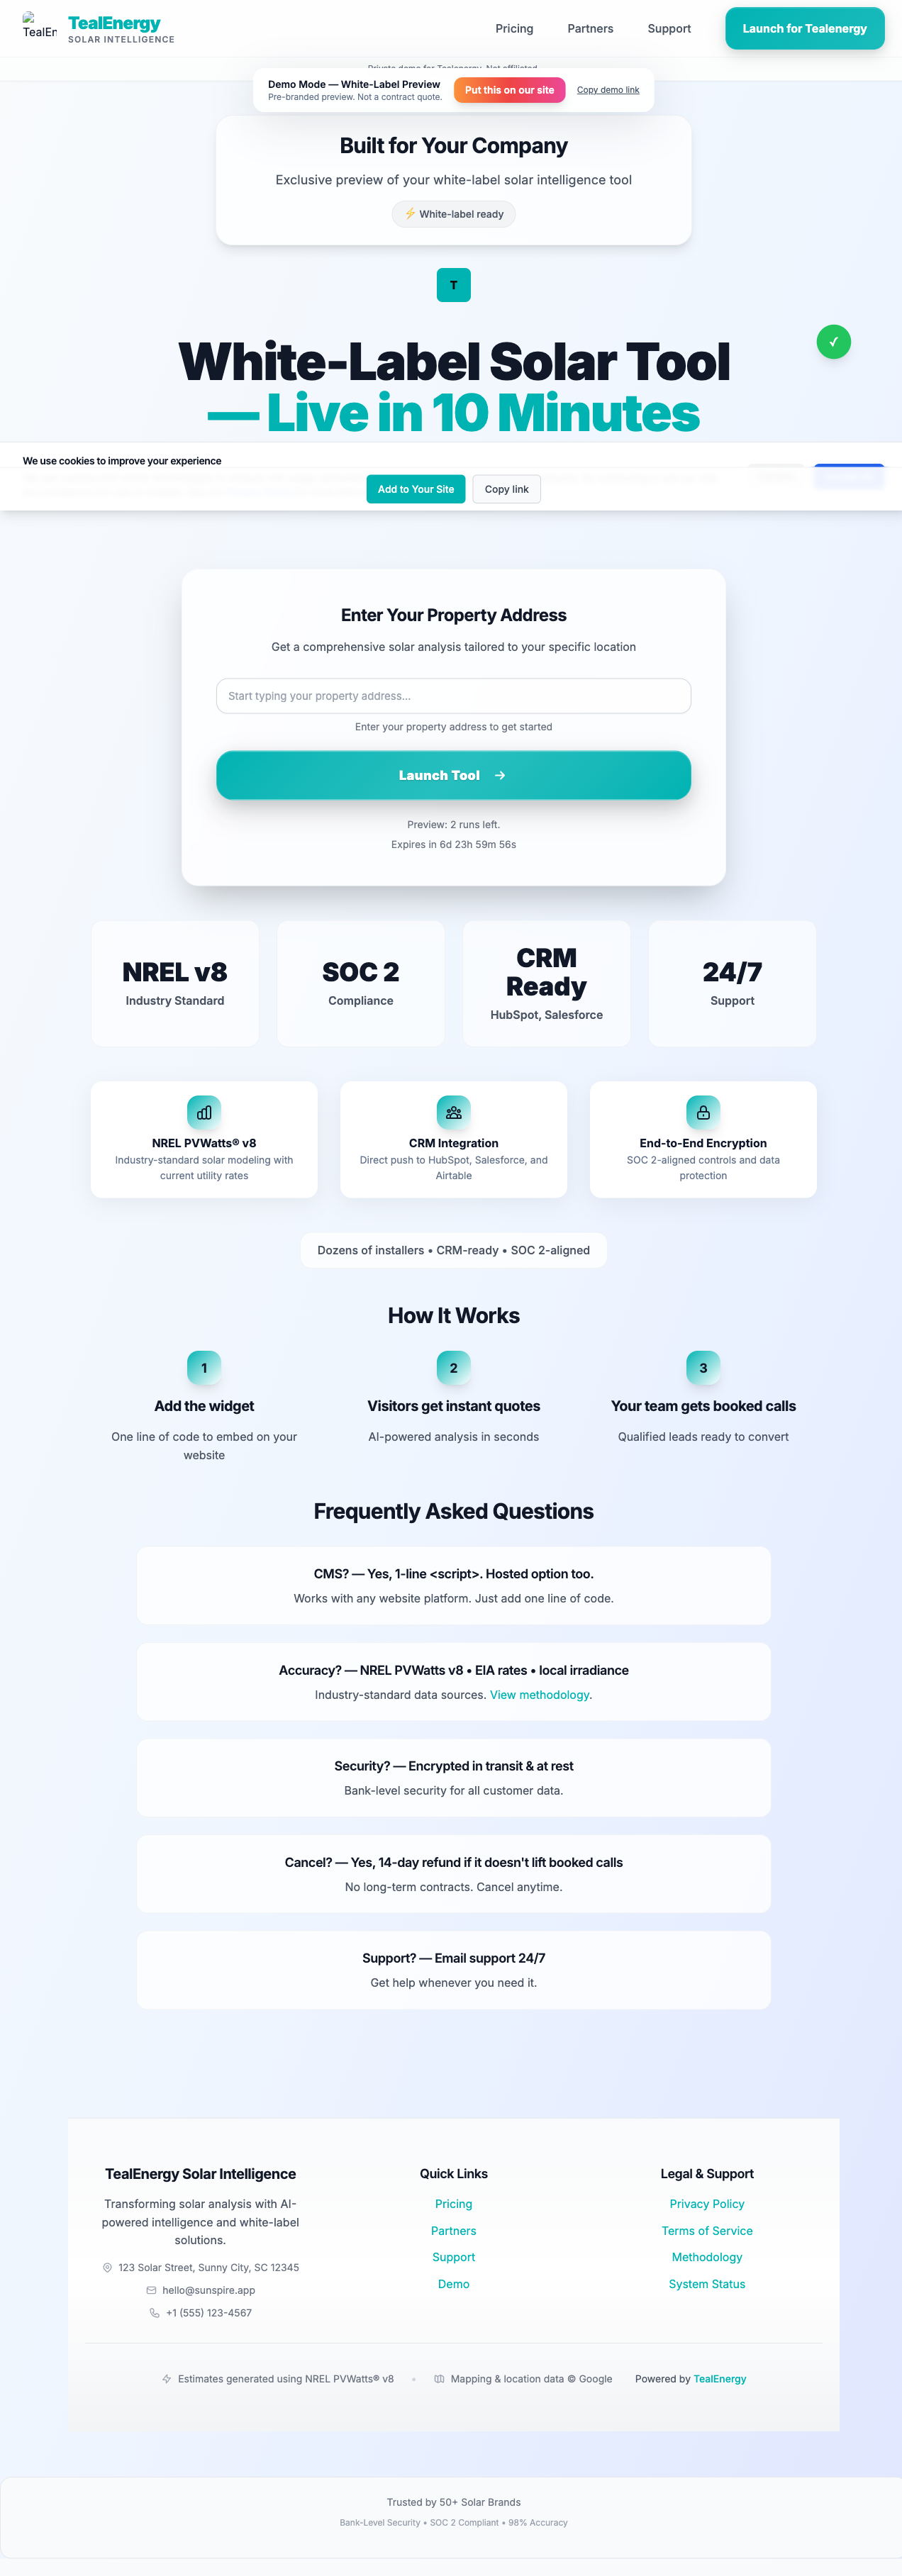 TealEn
TealEnergy
SOLAR INTELLIGENCE
Pricing
Partners
Support
Launch for Tealenergy
Private demo for Tealenergy. Not affiliated
Demo Mode — White-Label Preview
Pre-branded preview. Not a contract quote.
Put this on our site
Copy demo link
Built for Your Company
Exclusive preview of your white-label solar intelligence tool
⚡ White-label ready
T
White-Label Solar Tool
— Live in 10 Minutes
✓
We use cookies to improve your experience
Add to Your Site
Copy link
Enter Your Property Address
Get a comprehensive solar analysis tailored to your specific location
Start typing your property address...
Enter your property address to get started
Launch Tool →
Preview: 2 runs left.
Expires in 6d 23h 59m 56s
NREL v8
Industry Standard
SOC 2
Compliance
CRM
Ready
HubSpot, Salesforce
24/7
Support
NREL PVWatts® v8
Industry-standard solar modeling with
current utility rates
CRM Integration
Direct push to HubSpot, Salesforce, and
Airtable
End-to-End Encryption
SOC 2-aligned controls and data
protection
Dozens of installers • CRM-ready • SOC 2-aligned
How It Works
1
Add the widget
One line of code to embed on your
website
2
Visitors get instant quotes
AI-powered analysis in seconds
3
Your team gets booked calls
Qualified leads ready to convert
Frequently Asked Questions
CMS? — Yes, 1-line <script>. Hosted option too.
Works with any website platform. Just add one line of code.
Accuracy? — NREL PVWatts v8 • EIA rates • local irradiance
Industry-standard data sources. View methodology.
Security? — Encrypted in transit & at rest
Bank-level security for all customer data.
Cancel? — Yes, 14-day refund if it doesn't lift booked calls
No long-term contracts. Cancel anytime.
Support? — Email support 24/7
Get help whenever you need it.
TealEnergy Solar Intelligence
Transforming solar analysis with AI-
powered intelligence and white-label
solutions.
123 Solar Street, Sunny City, SC 12345
hello@sunspire.app
+1 (555) 123-4567
Quick Links
Pricing
Partners
Support
Demo
Legal & Support
Privacy Policy
Terms of Service
Methodology
System Status
Estimates generated using NREL PVWatts® v8
•
Mapping & location data © Google
Powered by TealEnergy
Trusted by 50+ Solar Brands
Bank-Level Security • SOC 2 Compliant • 98% Accuracy